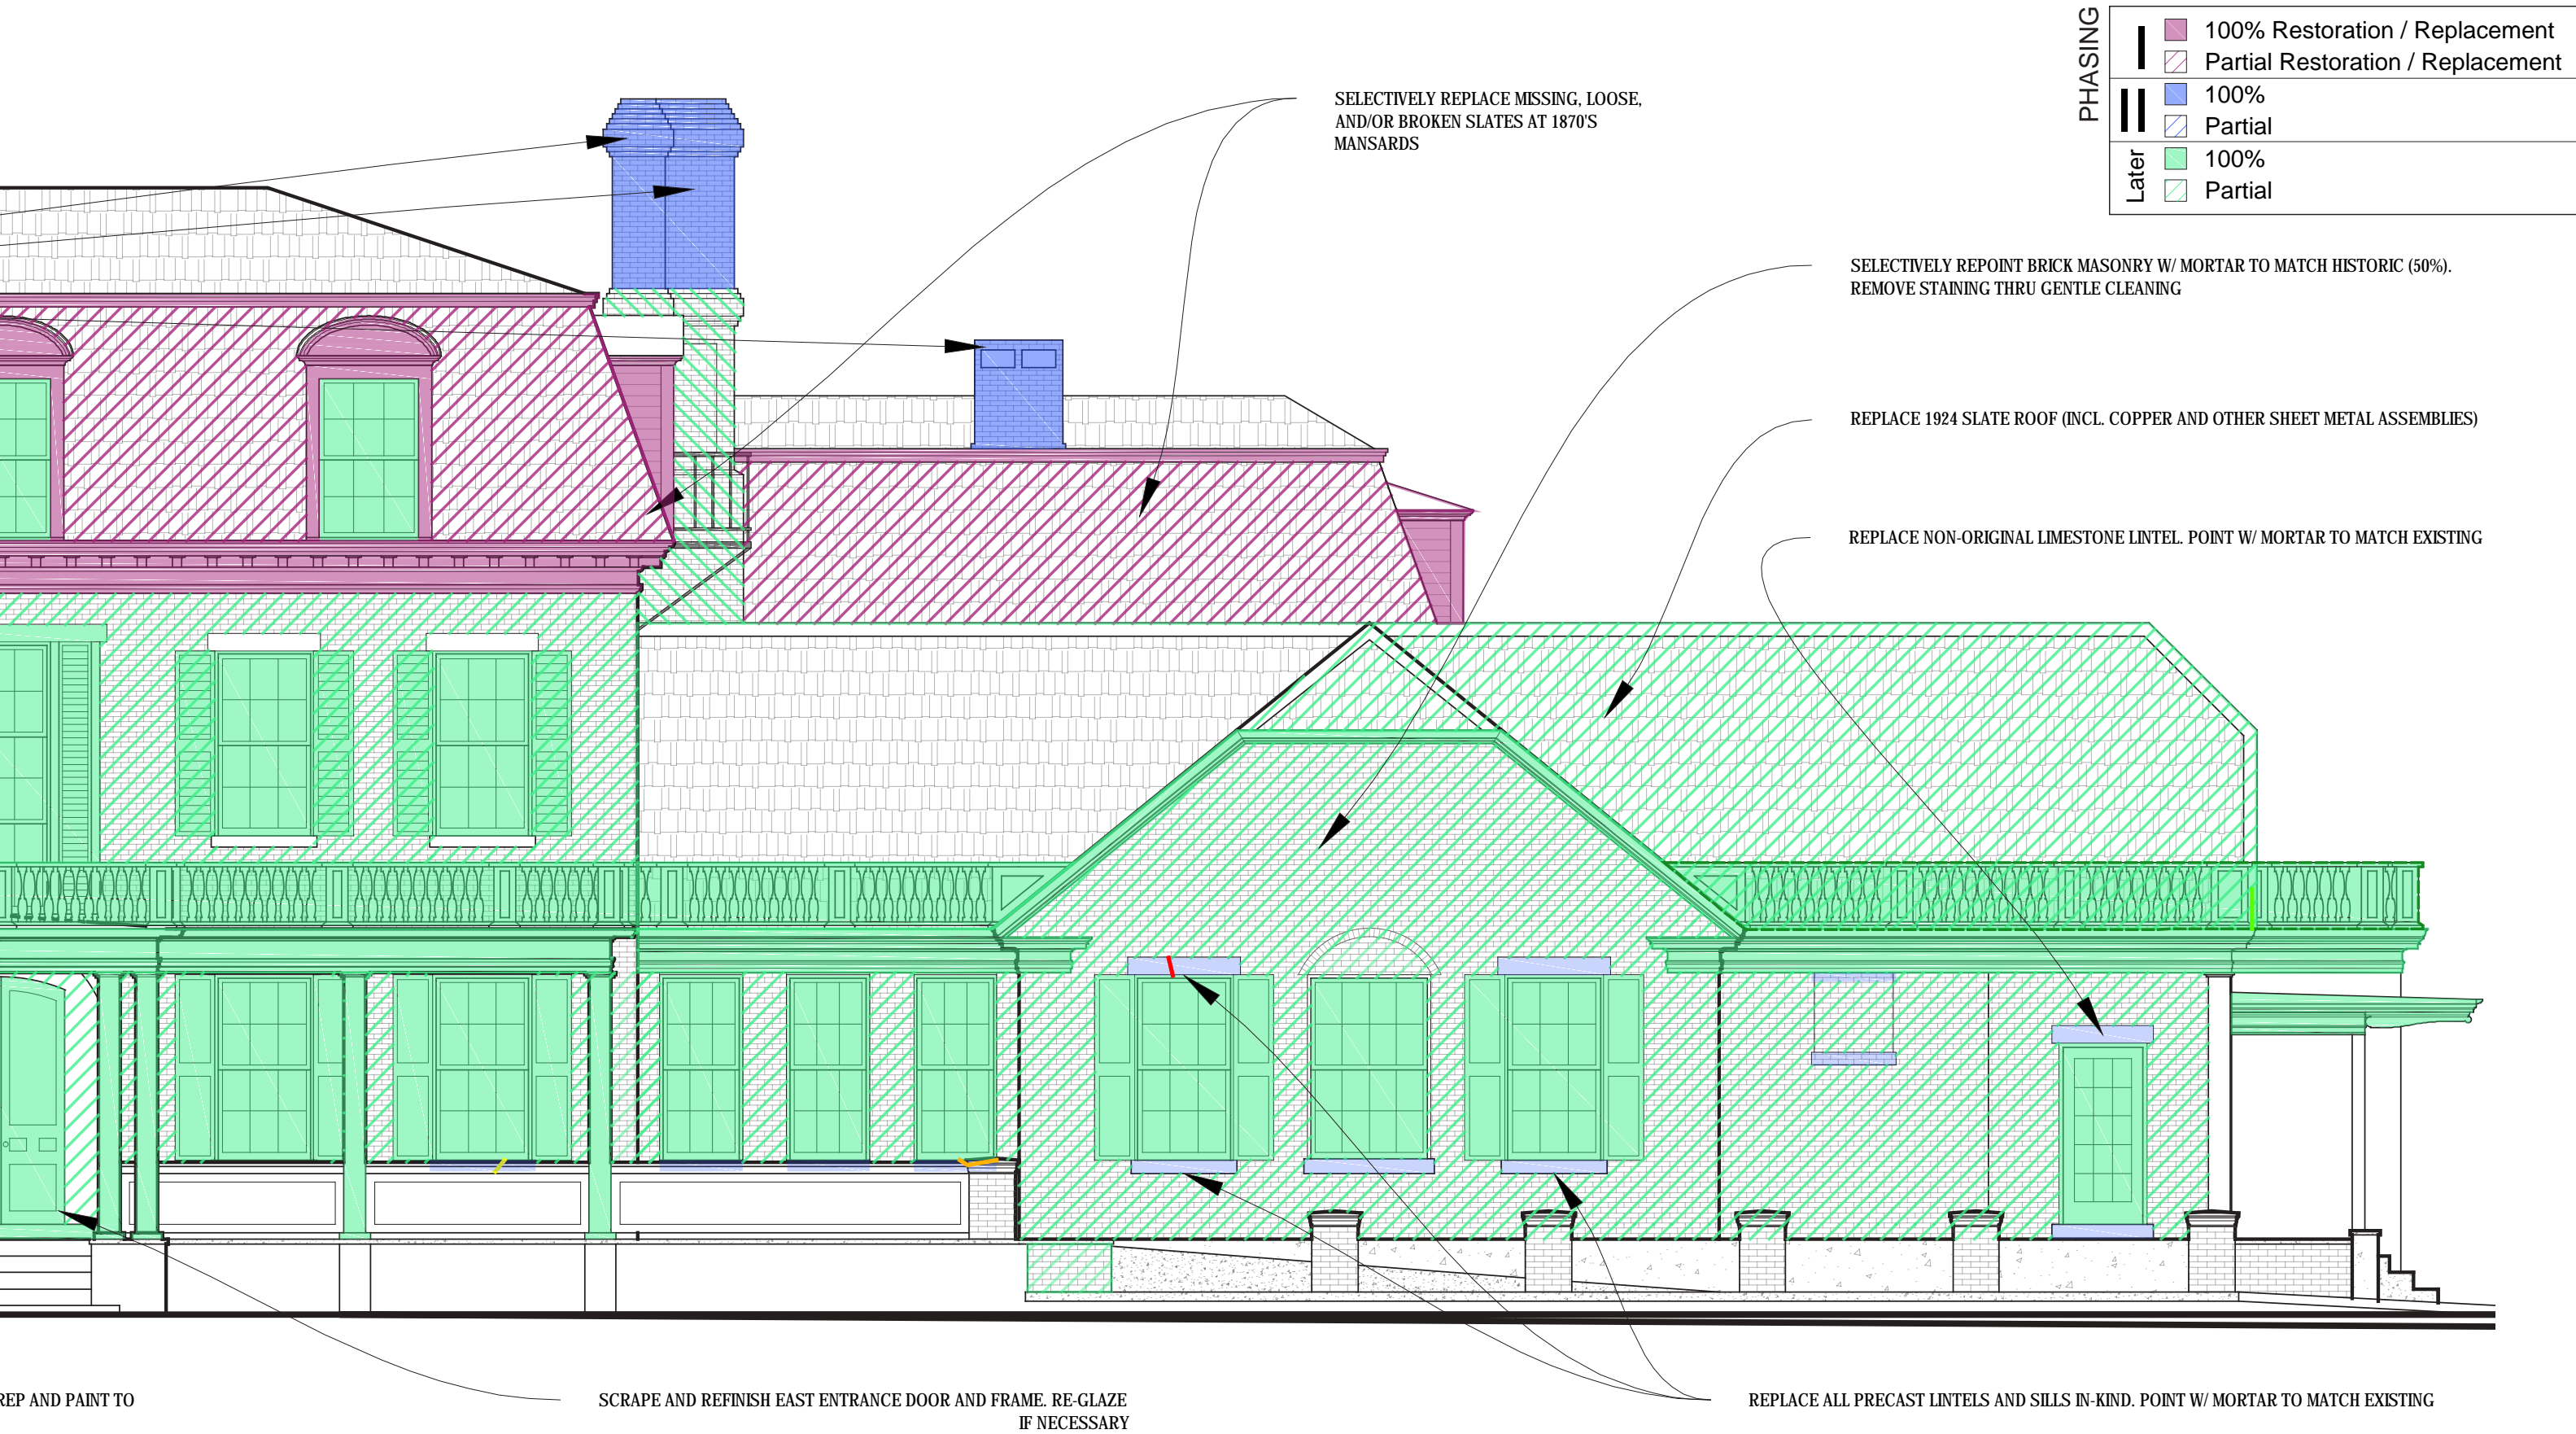 PHASING
I
100% Restoration / Replacement
Partial Restoration / Replacement
II
100%
Partial
Later
100%
Partial
SELECTIVELY REPLACE MISSING, LOOSE,
AND/OR BROKEN SLATES AT 1870'S
MANSARDS
SELECTIVELY REPOINT BRICK MASONRY W/ MORTAR TO MATCH HISTORIC (50%).
REMOVE STAINING THRU GENTLE CLEANING
REPLACE 1924 SLATE ROOF (INCL. COPPER AND OTHER SHEET METAL ASSEMBLIES)
REPLACE NON-ORIGINAL LIMESTONE LINTEL. POINT W/ MORTAR TO MATCH EXISTING
REP AND PAINT TO
SCRAPE AND REFINISH EAST ENTRANCE DOOR AND FRAME. RE-GLAZE
IF NECESSARY
REPLACE ALL PRECAST LINTELS AND SILLS IN-KIND. POINT W/ MORTAR TO MATCH EXISTING